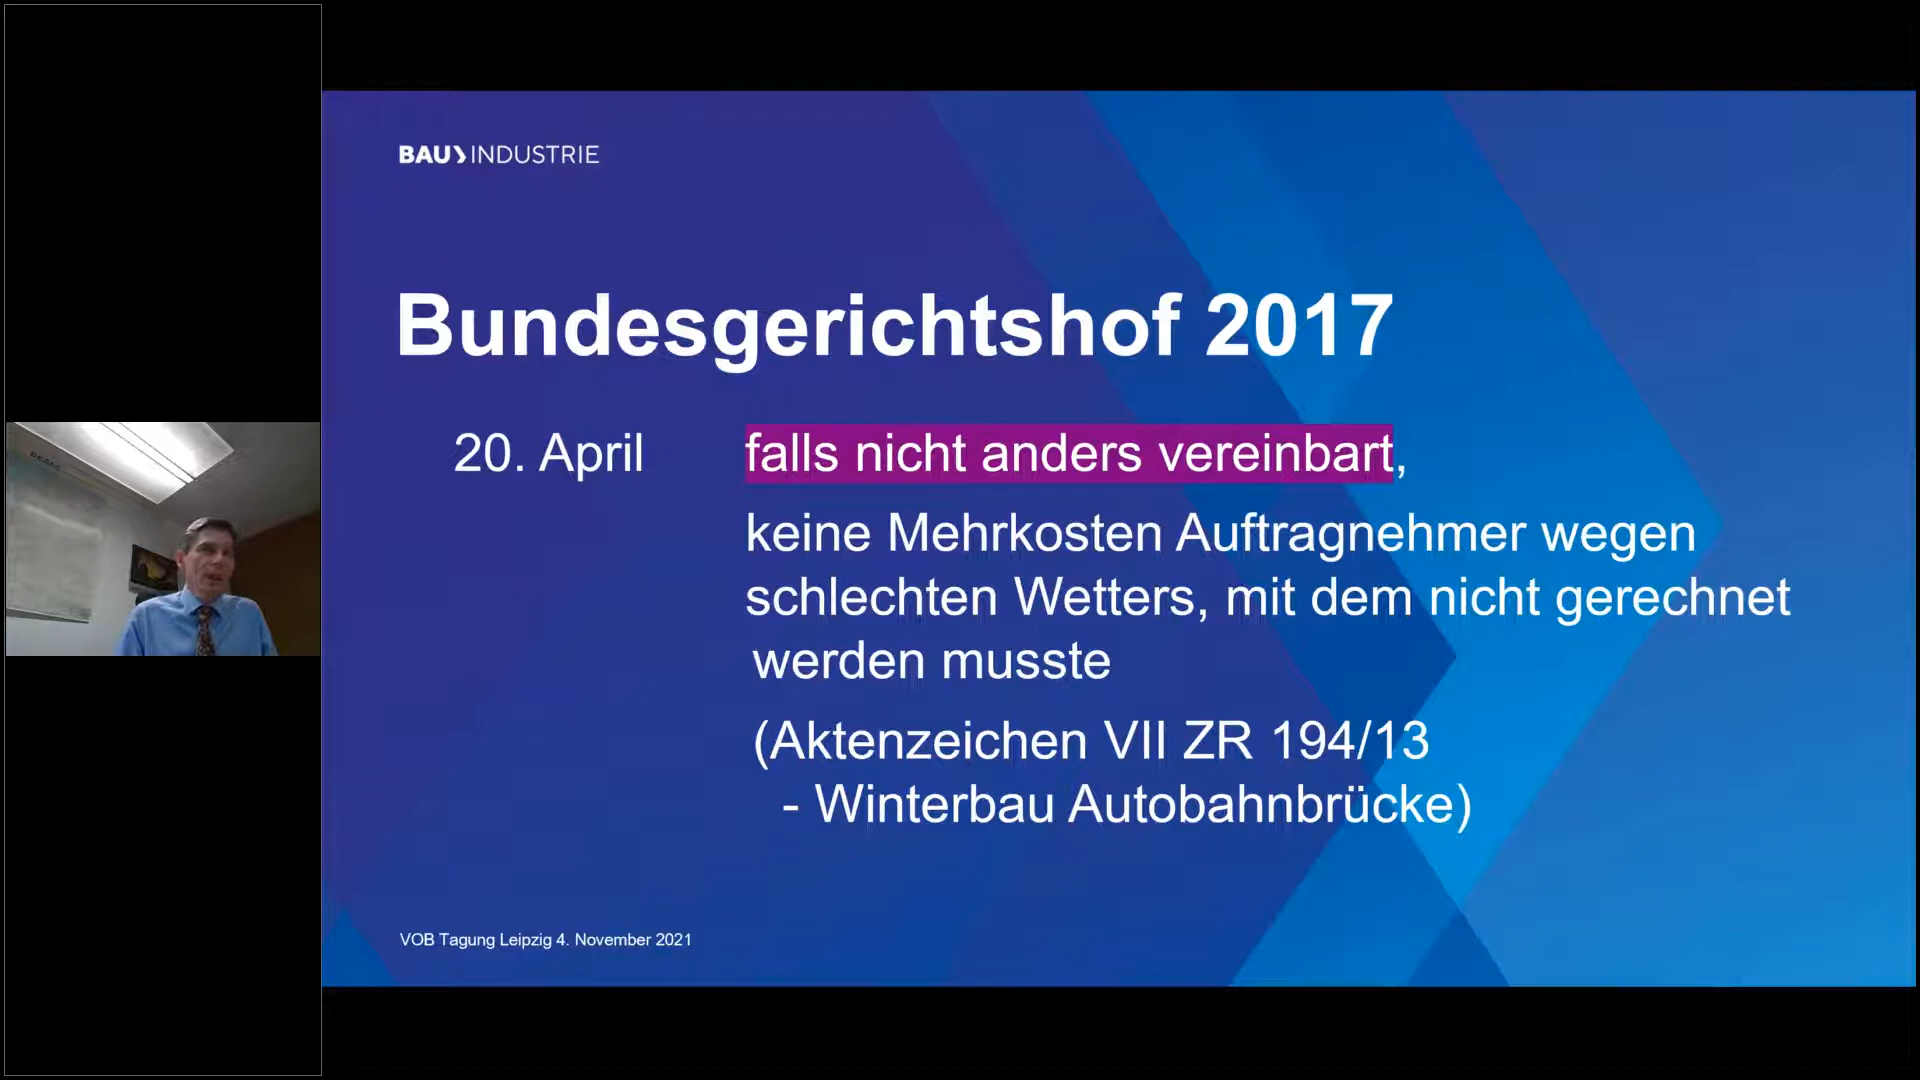 BAU INDUSTRIE
Bundesgerichtshof 2017
20. April falls nicht anders vereinbart,
keine Mehrkosten Auftragnehmer wegen
schlechten Wetters, mit dem nicht gerechnet
werden musste
(Aktenzeichen VII ZR 194/13
- Winterbau Autobahnbrücke)
VOB Tagung Leipzig 4. November 2021